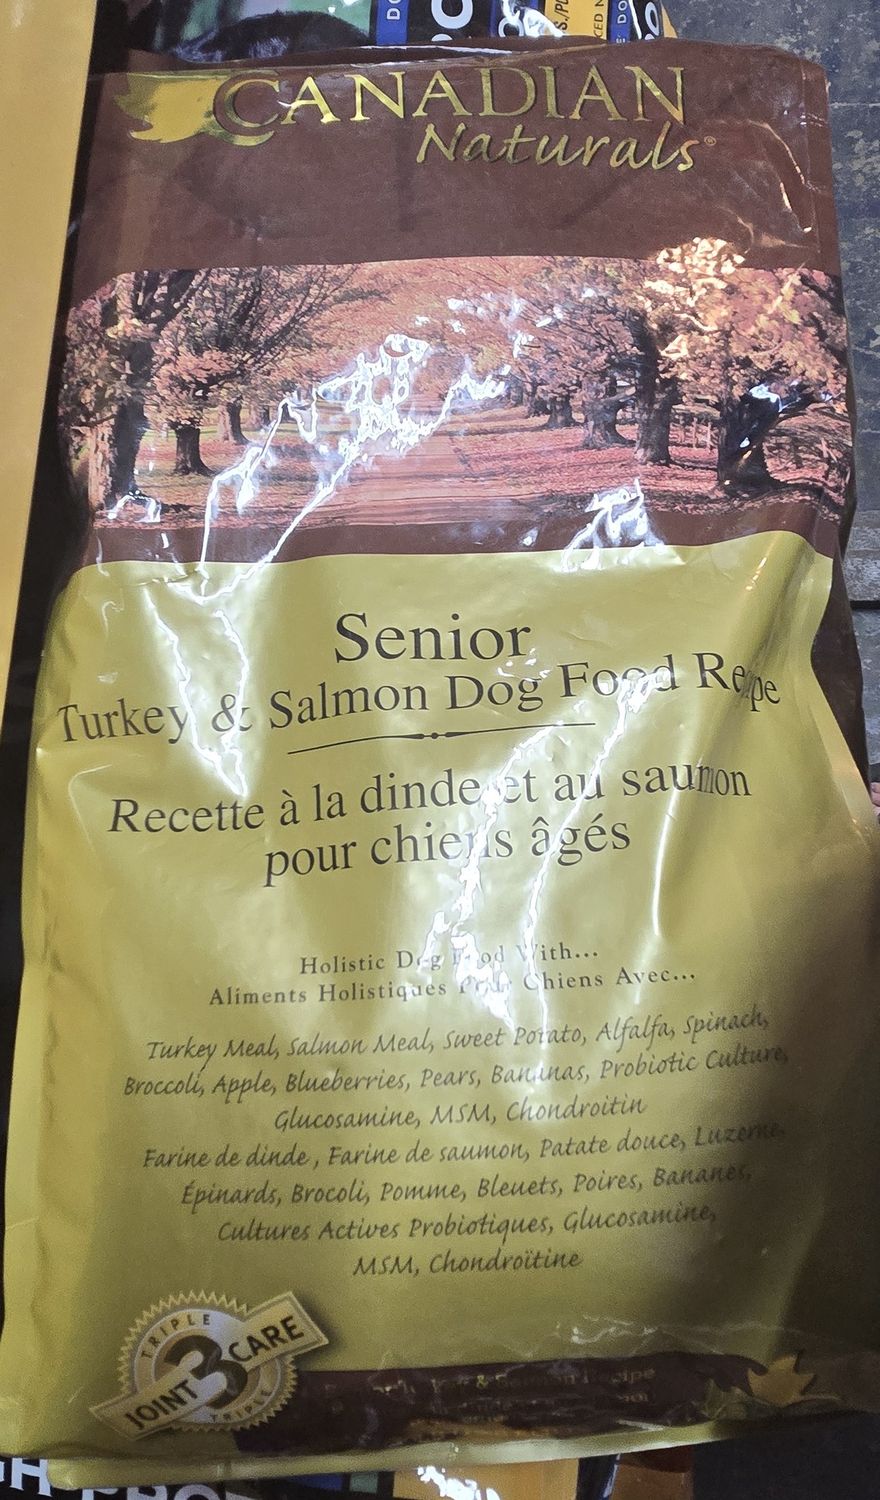 CANADIAN
Naturals®
Senior
Turkey & Salmon Dog Food Recipe
Recette à la dinde et au saumon
pour chiens âgés
Holistic Dog Food With...
Aliments Holistiques Pour Chiens Avec...
Turkey Meal, Salmon Meal, Sweet Potato, Alfalfa, Spinach,
Broccoli, Apple, Blueberries, Pears, Bananas, Probiotic Culture,
Glucosamine, MSM, Chondroitin
Farine de dinde, Farine de saumon, Patate douce, Luzerne,
Épinards, Brocoli, Pomme, Bleuets, Poires, Bananes,
Cultures Actives Probiotiques, Glucosamine,
MSM, Chondroïtine
TRIPLE
3
JOINT CARE
TRIPLE